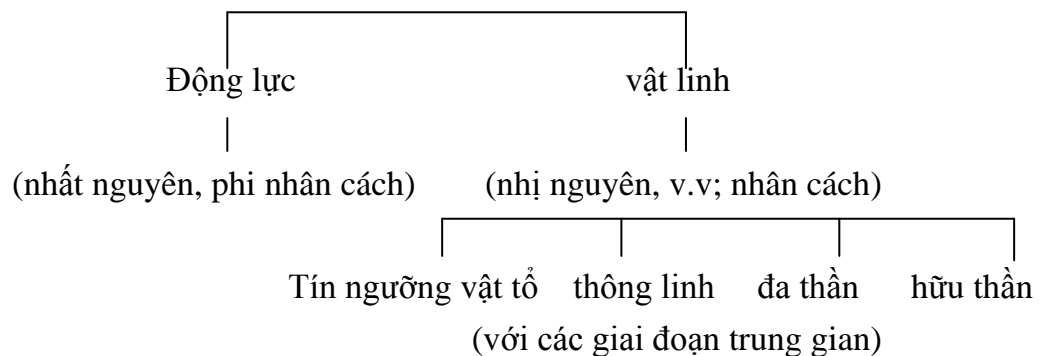 Động lực vật linh
(nhất nguyên, phi nhân cách) (nhị nguyên, v.v; nhân cách)
Tín ngưỡng vật tổ thông linh đa thần hữu thần
(với các giai đoạn trung gian)